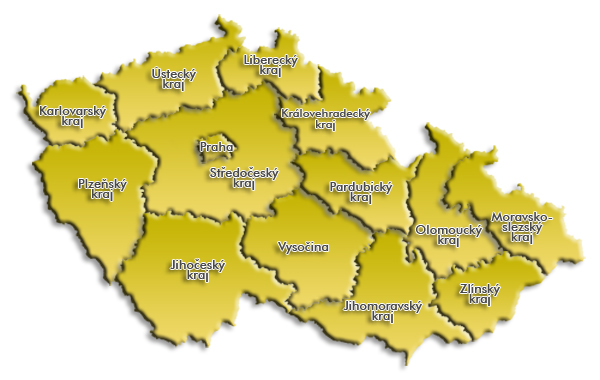 Liberecký
kraj
Ústecký
kraj
Karlovarský
kraj
Královehradecký
kraj
Praha
Středočeský
kraj
Plzeňský
kraj
Pardubický
kraj
Moravsko-
slezský
kraj
Olomoucký
kraj
Vysočina
Jihočeský
kraj
Zlínský
kraj
Jihomoravský
kraj